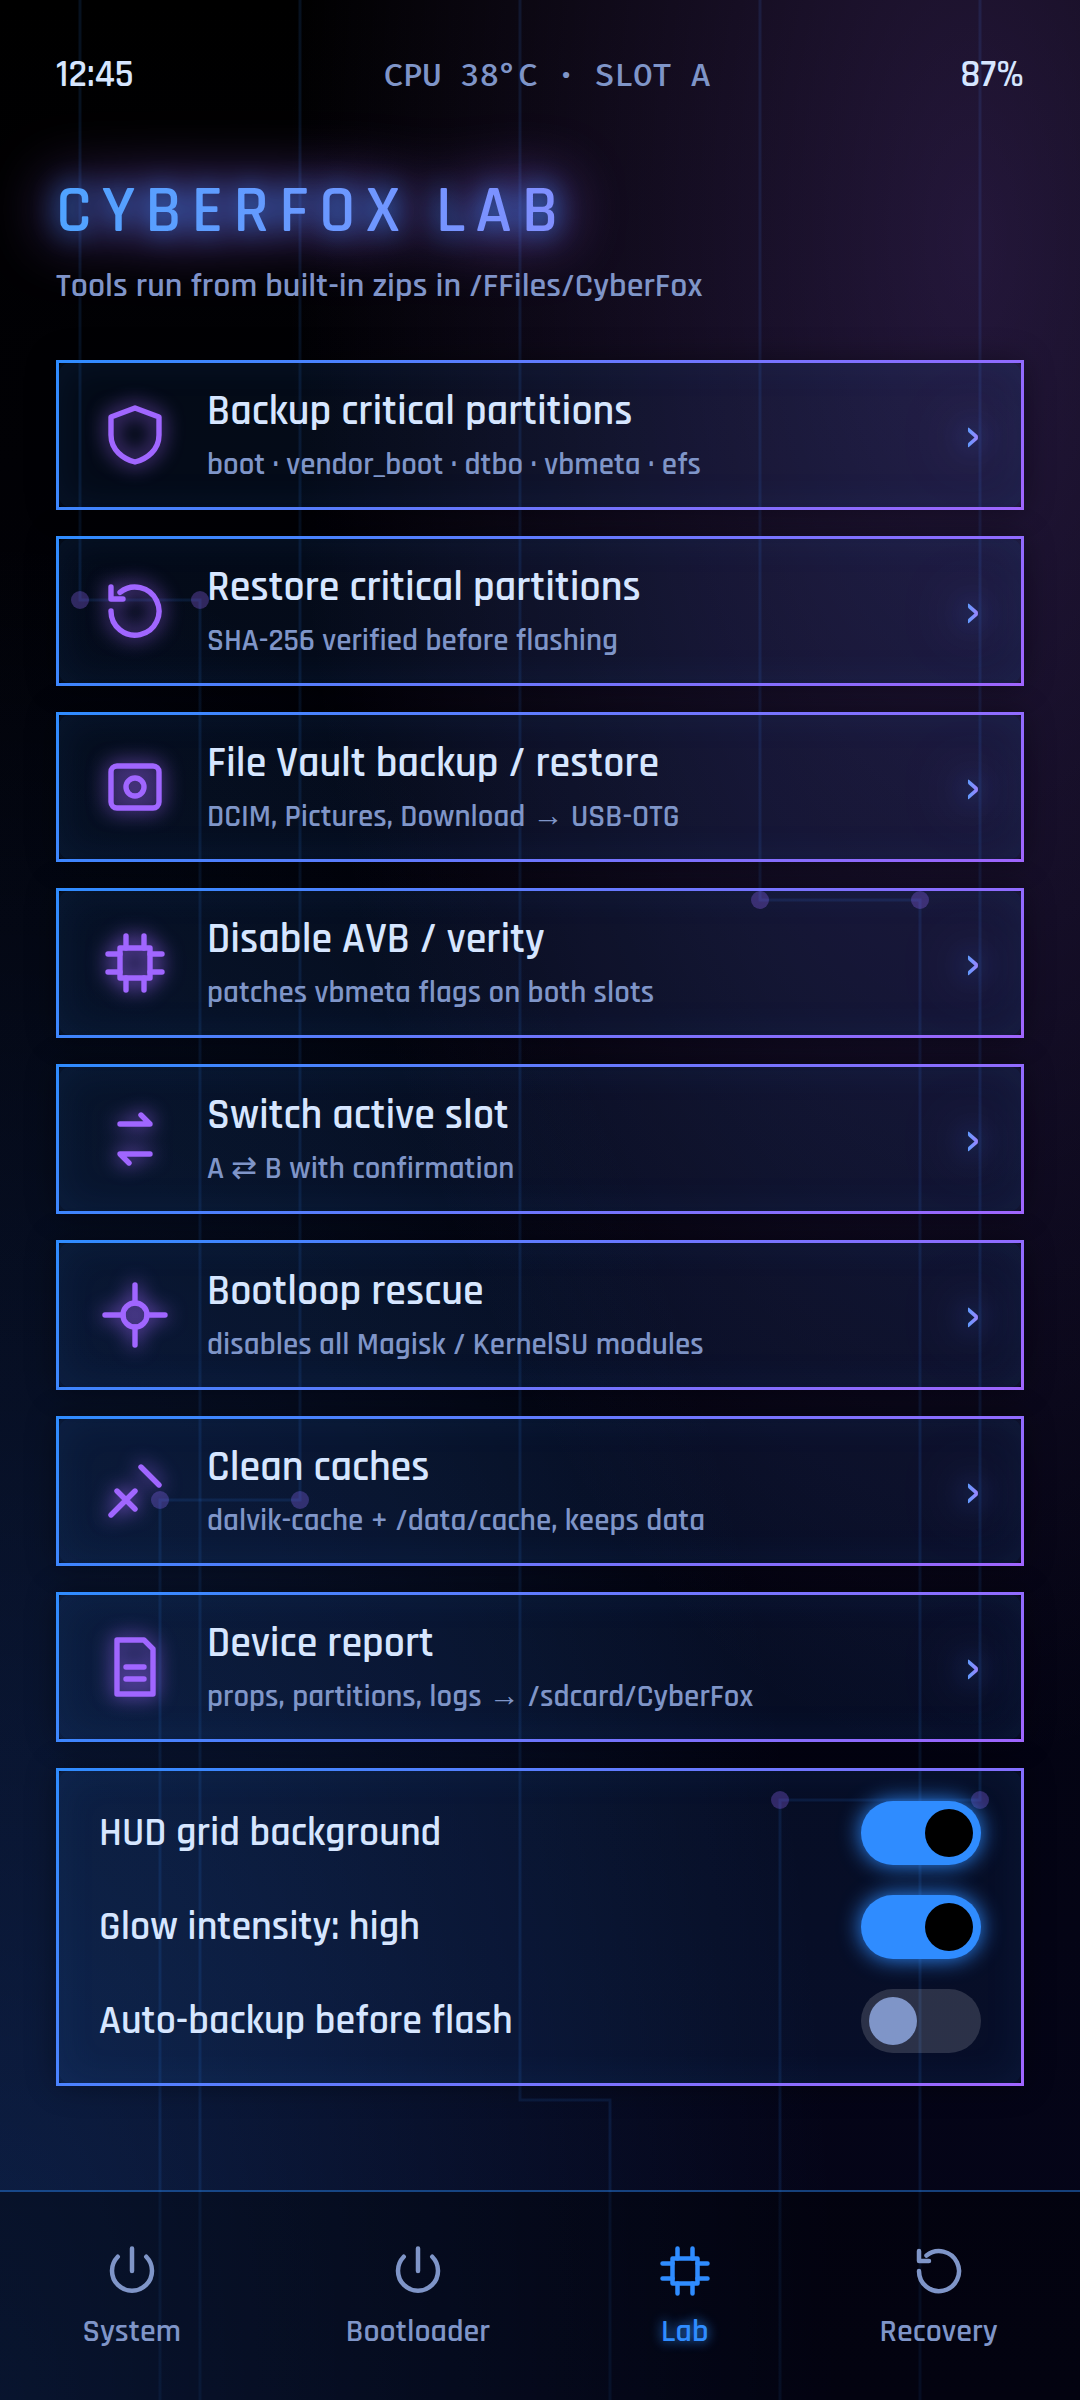 12:45 CPU 38°C · SLOT A 87%
CYBERFOX LAB
Tools run from built-in zips in /FFiles/CyberFox
Backup critical partitions
boot · vendor_boot · dtbo · vbmeta · efs
›
Restore critical partitions
SHA-256 verified before flashing
›
File Vault backup / restore
DCIM, Pictures, Download → USB-OTG
›
Disable AVB / verity
patches vbmeta flags on both slots
›
Switch active slot
A ⇄ B with confirmation
›
Bootloop rescue
disables all Magisk / KernelSU modules
›
Clean caches
dalvik-cache + /data/cache, keeps data
›
Device report
props, partitions, logs → /sdcard/CyberFox
›
HUD grid background
Glow intensity: high
Auto-backup before flash
System Bootloader Lab Recovery